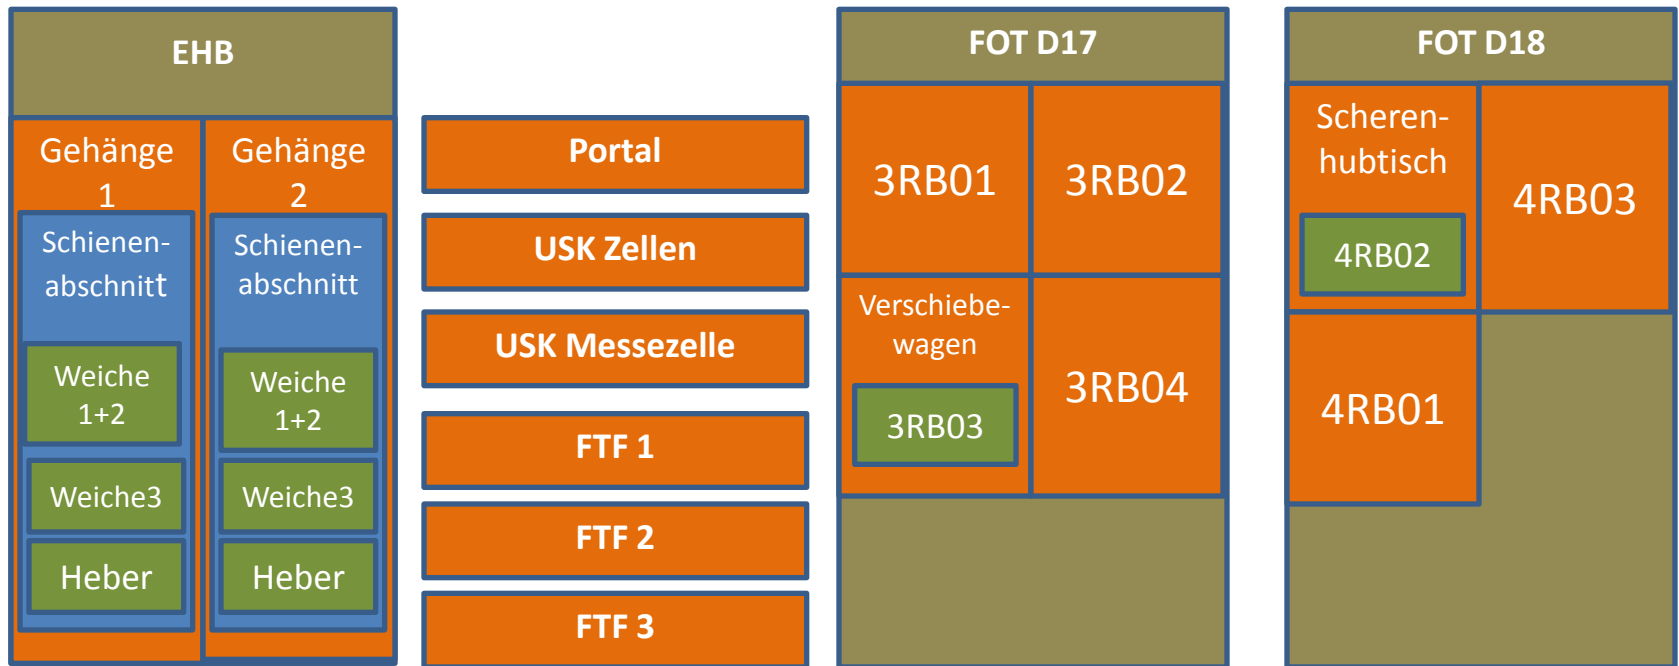 EHB
Gehänge
1
Schienen-
abschnitt
Weiche
1+2
Weiche3
Heber
Gehänge
2
Schienen-
abschnitt
Weiche
1+2
Weiche3
Heber
Portal
USK Zellen
USK Messezelle
FTF 1
FTF 2
FTF 3
FOT D17
3RB01
3RB02
Verschiebe-
wagen
3RB03
3RB04
FOT D18
Scheren-
hubtisch
4RB02
4RB03
4RB01